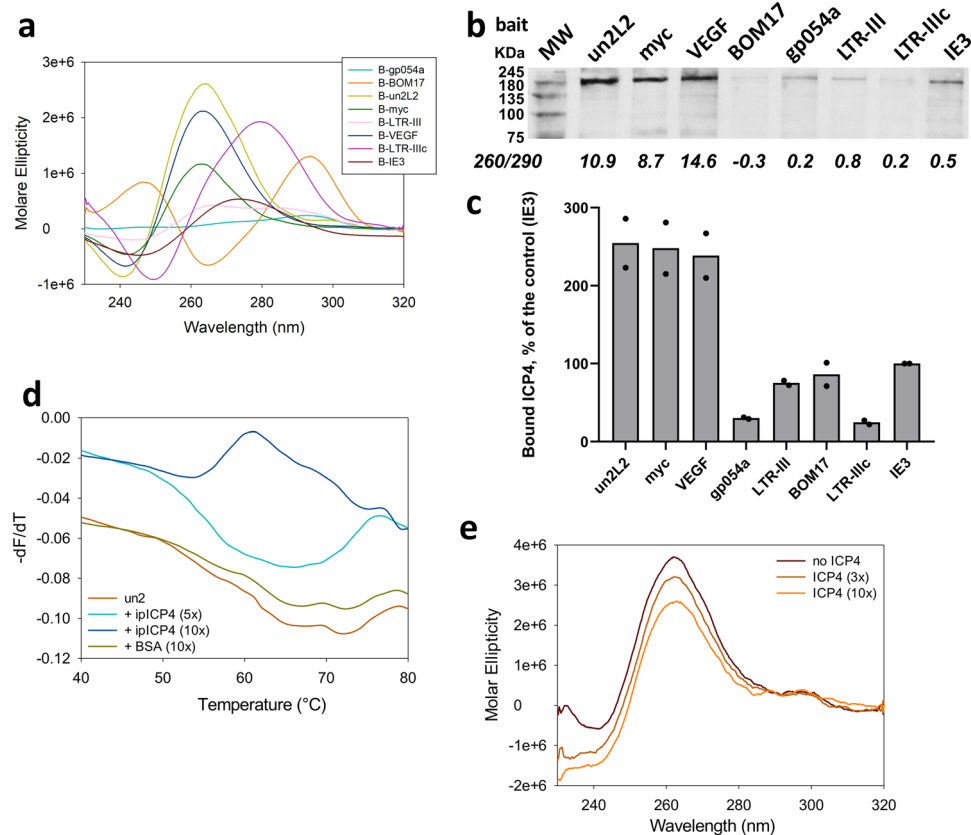 a
3e+6
2e+6
1e+6
0
-1e+6
240
260
280
300
320
Molare Ellipticity
Wavelength (nm)
B-gp054a
B-BOM17
B-un2L2
B-myc
B-LTR-III
B-VEGF
B-LTR-IIIc
B-IE3
b
bait
KDa
MW
un2L2
myc
VEGF
BOM17
gp054a
LTR-III
LTR-IIIc
IE3
245
180
135
100
75
260/290 10.9 8.7 14.6 -0.3 0.2 0.8 0.2 0.5
c
Bound ICP4, % of the control (IE3)
300
200
100
0
un2L2
myc
VEGF
gp054a
LTR-III
BOM17
LTR-IIIc
IE3
d
-dF/dT
0.00
-0.02
-0.04
-0.06
-0.08
-0.10
-0.12
40 50 60 70 80
Temperature (°C)
un2
+ ipICP4 (5x)
+ ipICP4 (10x)
+ BSA (10x)
e
Molar Ellipticity
4e+6
3e+6
2e+6
1e+6
0
-1e+6
-2e+6
240 260 280 300 320
Wavelength (nm)
no ICP4
ICP4 (3x)
ICP4 (10x)